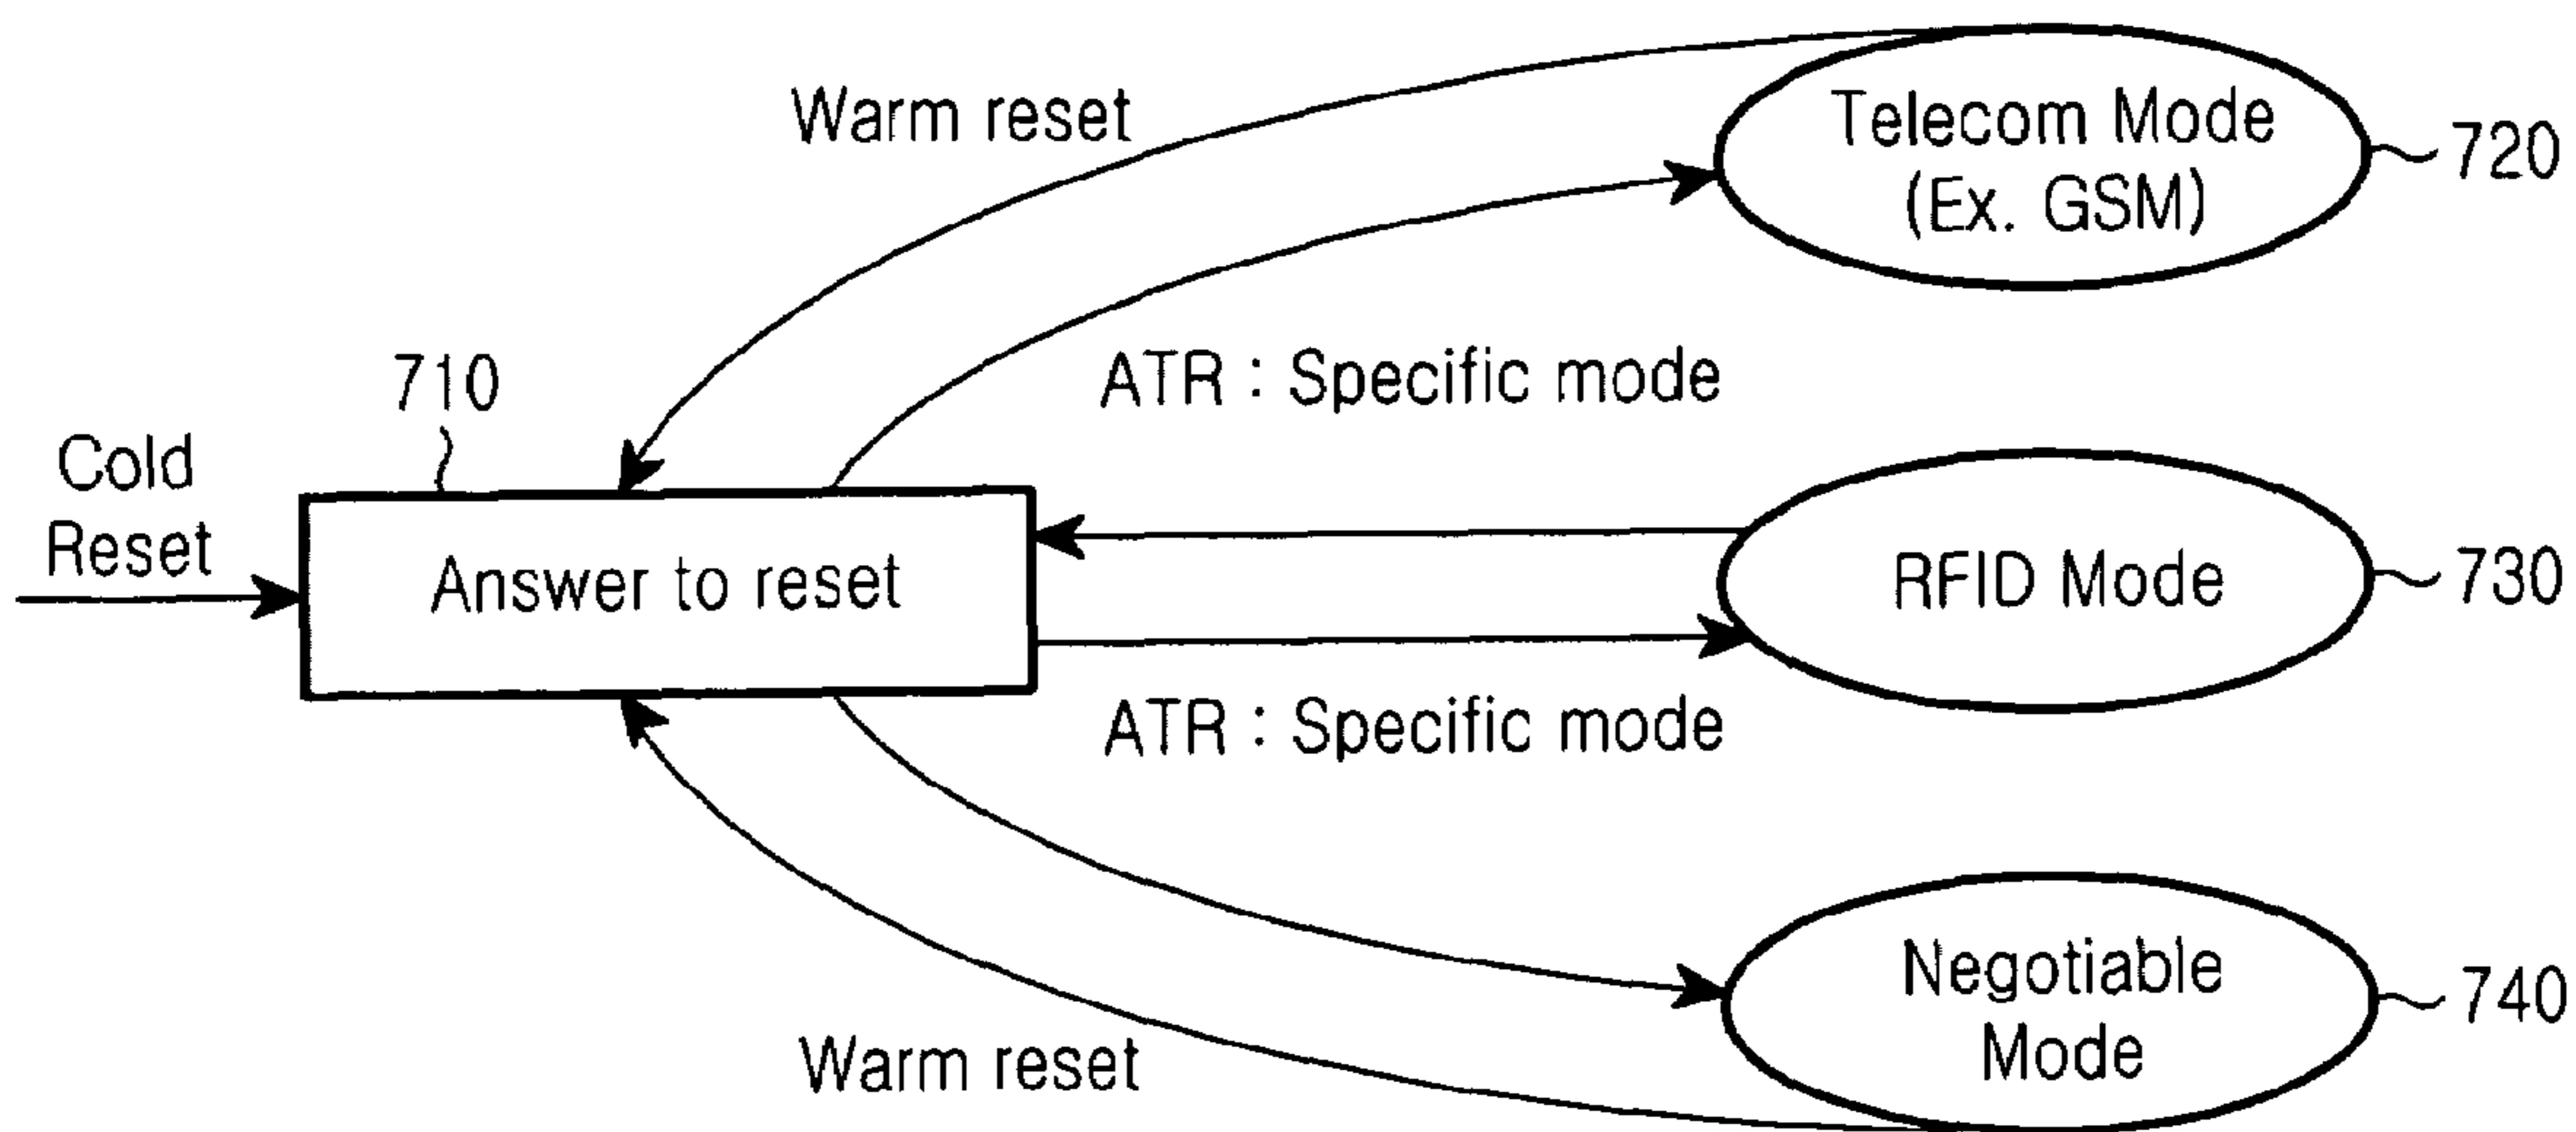 Warm reset
Telecom Mode
(Ex. GSM)
720
ATR : Specific mode
710
Cold
Reset
Answer to reset
RFID Mode
730
ATR : Specific mode
Negotiable
Mode
740
Warm reset